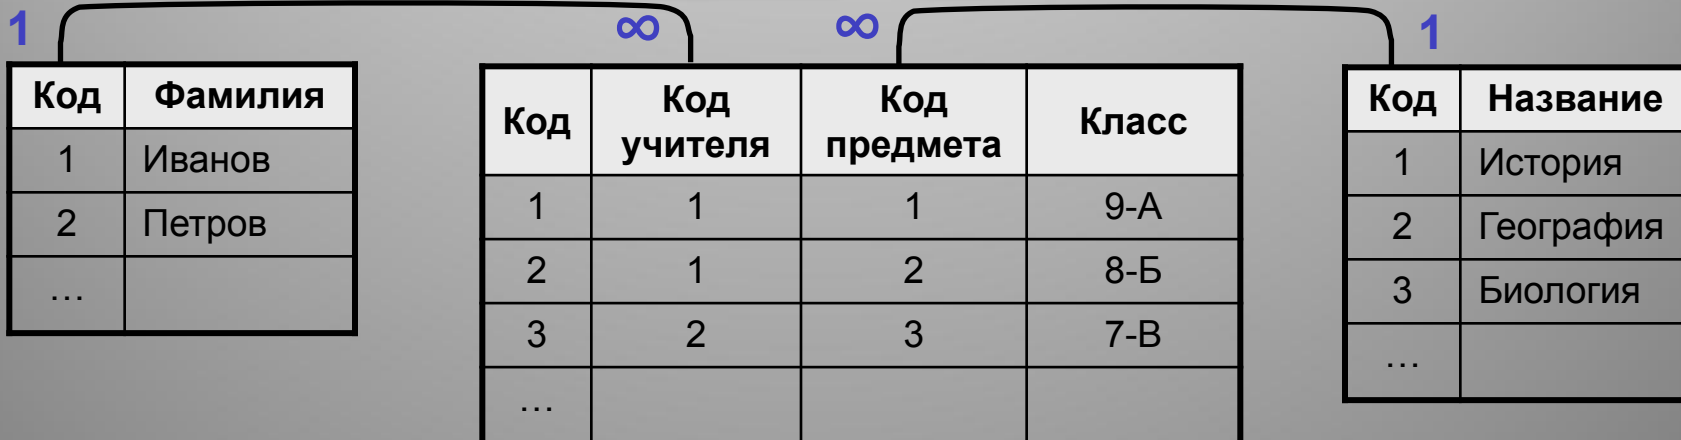 1 ∞ ∞ 1
Код Фамилия
1 Иванов
2 Петров
…
Код Код учителя Код предмета Класс
1 1 1 9-А
2 1 2 8-Б
3 2 3 7-В
…
Код Название
1 История
2 География
3 Биология
…